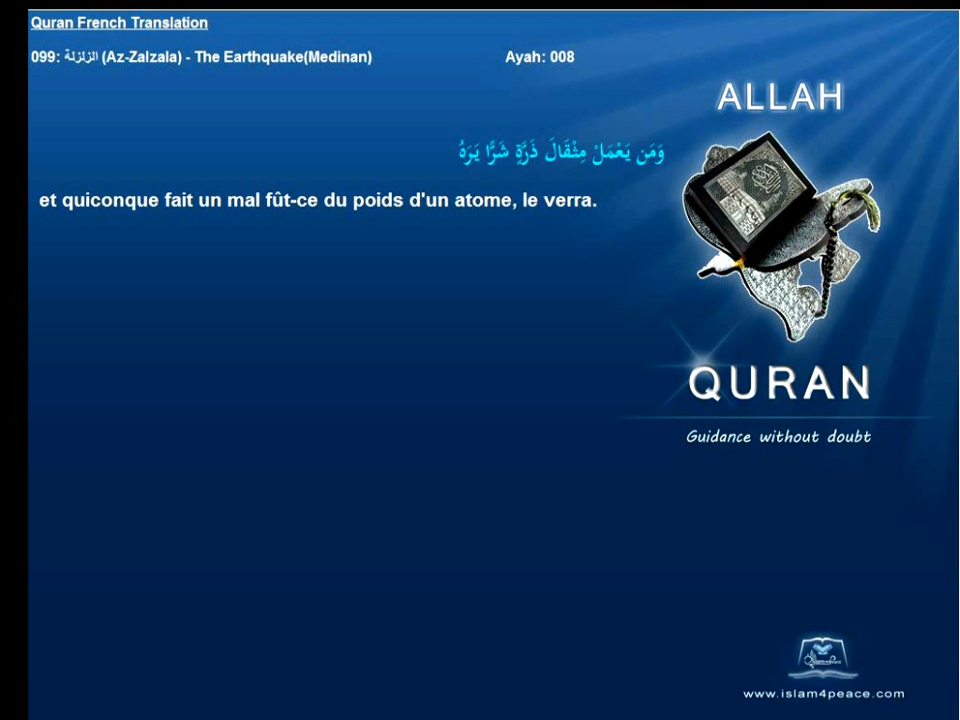 Quran French Translation
099: الزلزلة (Az-Zalzala) - The Earthquake(Medinan) Ayah: 008
ALLAH
وَمَن يَعْمَلْ مِثْقَالَ ذَرَّةٍ شَرًّا يَرَهُ
et quiconque fait un mal fût-ce du poids d'un atome, le verra.
QURAN
Guidance without doubt
www.islam4peace.com